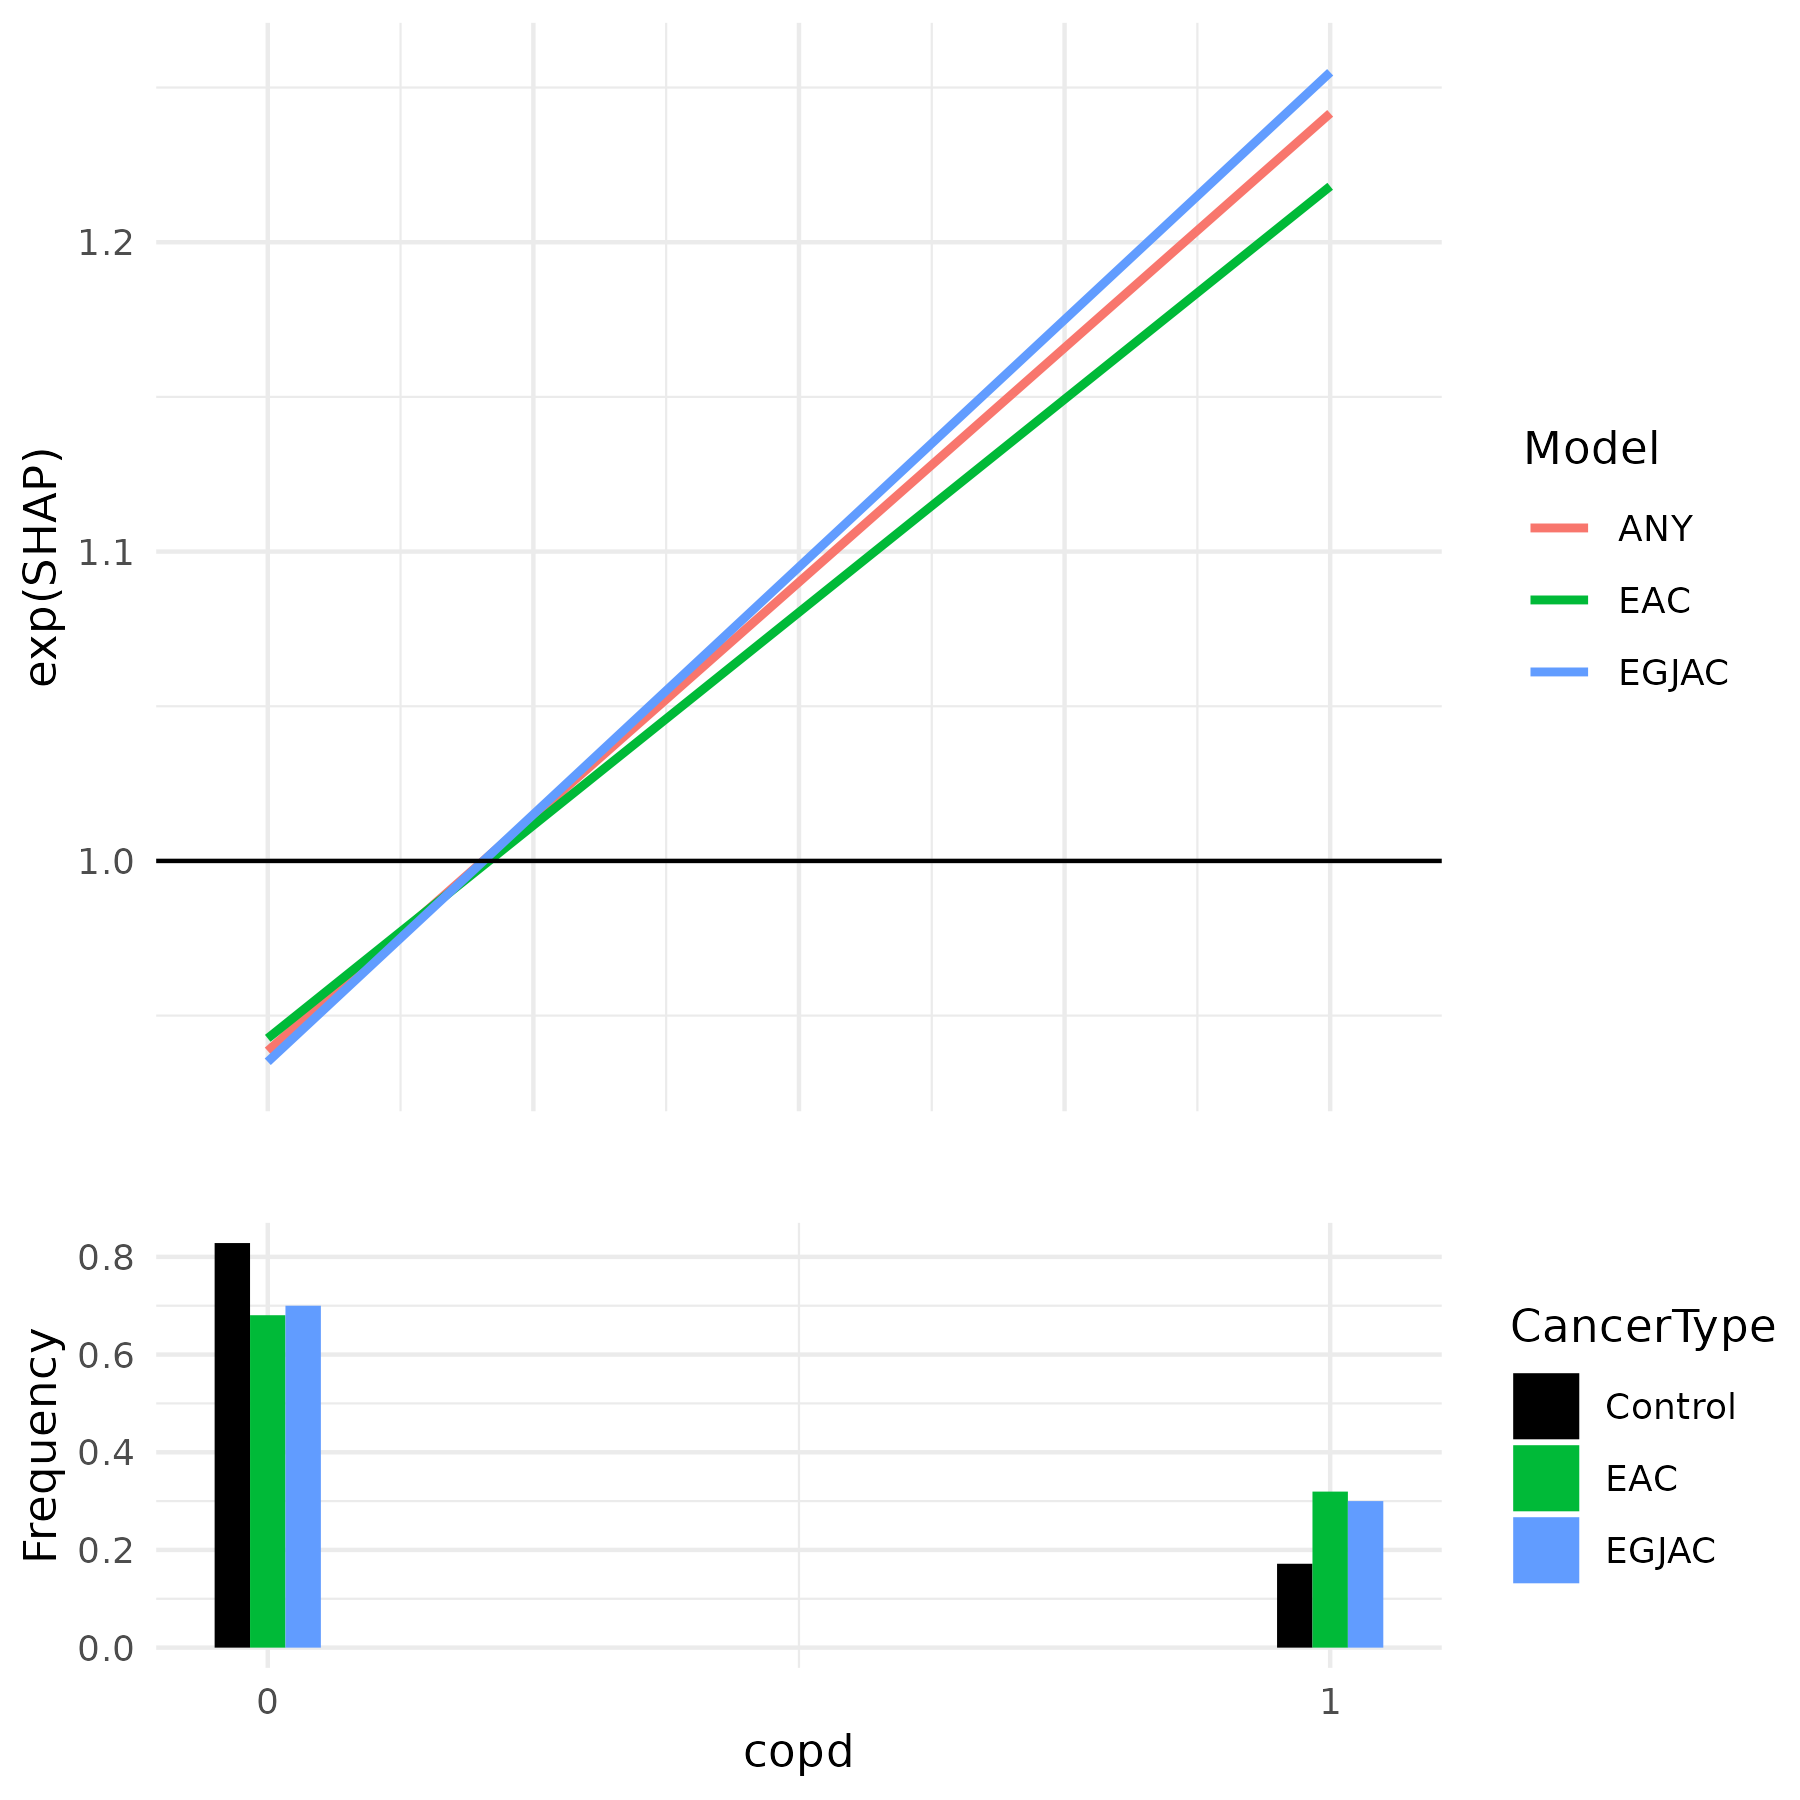 exp(SHAP)
1.2
1.1
1.0
Model
ANY
EAC
EGJAC
Frequency
0.8
0.6
0.4
0.2
0.0
0
1
copd
CancerType
Control
EAC
EGJAC